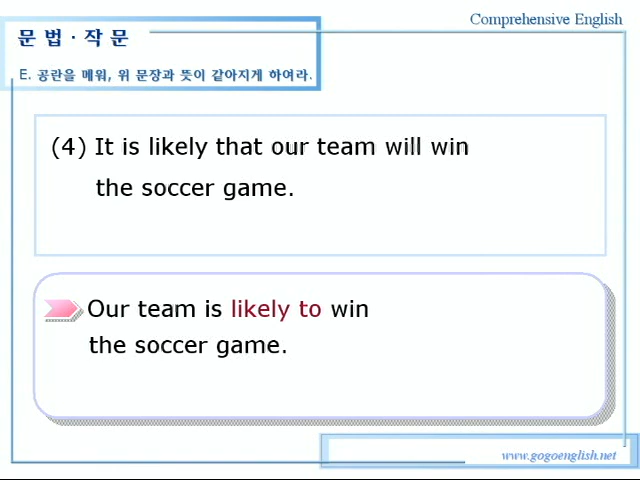 Comprehensive English
문 법 · 작 문
E. 공란을 메워, 위 문장과 뜻이 같아지게 하여라.
(4) It is likely that our team will win
the soccer game.
Our team is likely to win
the soccer game.
www.gogoenglish.net